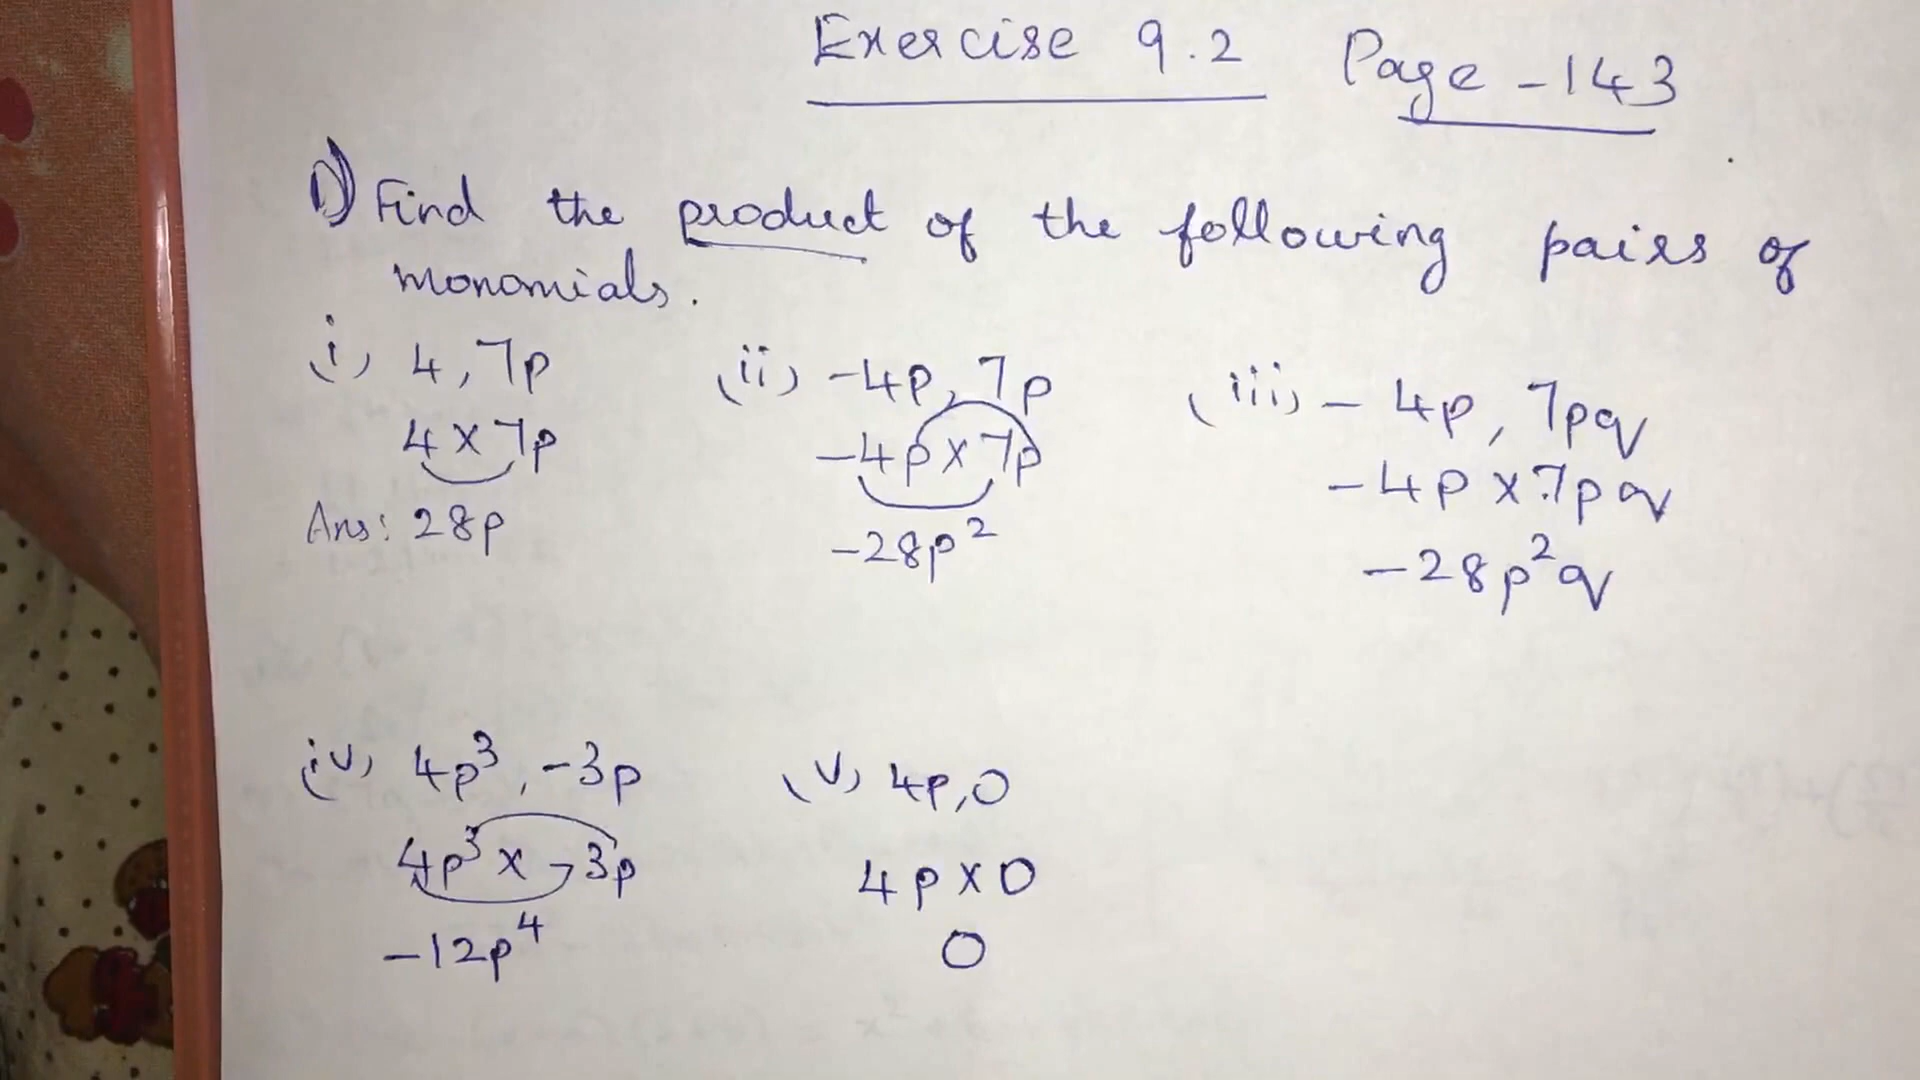 Exercise 9.2 Page - 143
1) Find the product of the following pairs of
monomials.
(i) 4, 7p
4 x 7p
Ans: 28p
(ii) -4p, 7p
-4p x 7p
-28p²
(iii) - 4p, 7pq
-4p x 7pq
-28p²q
(iv) 4p³, -3p
4p³ x -3p
-12p⁴
(v) 4p, 0
4p x 0
0